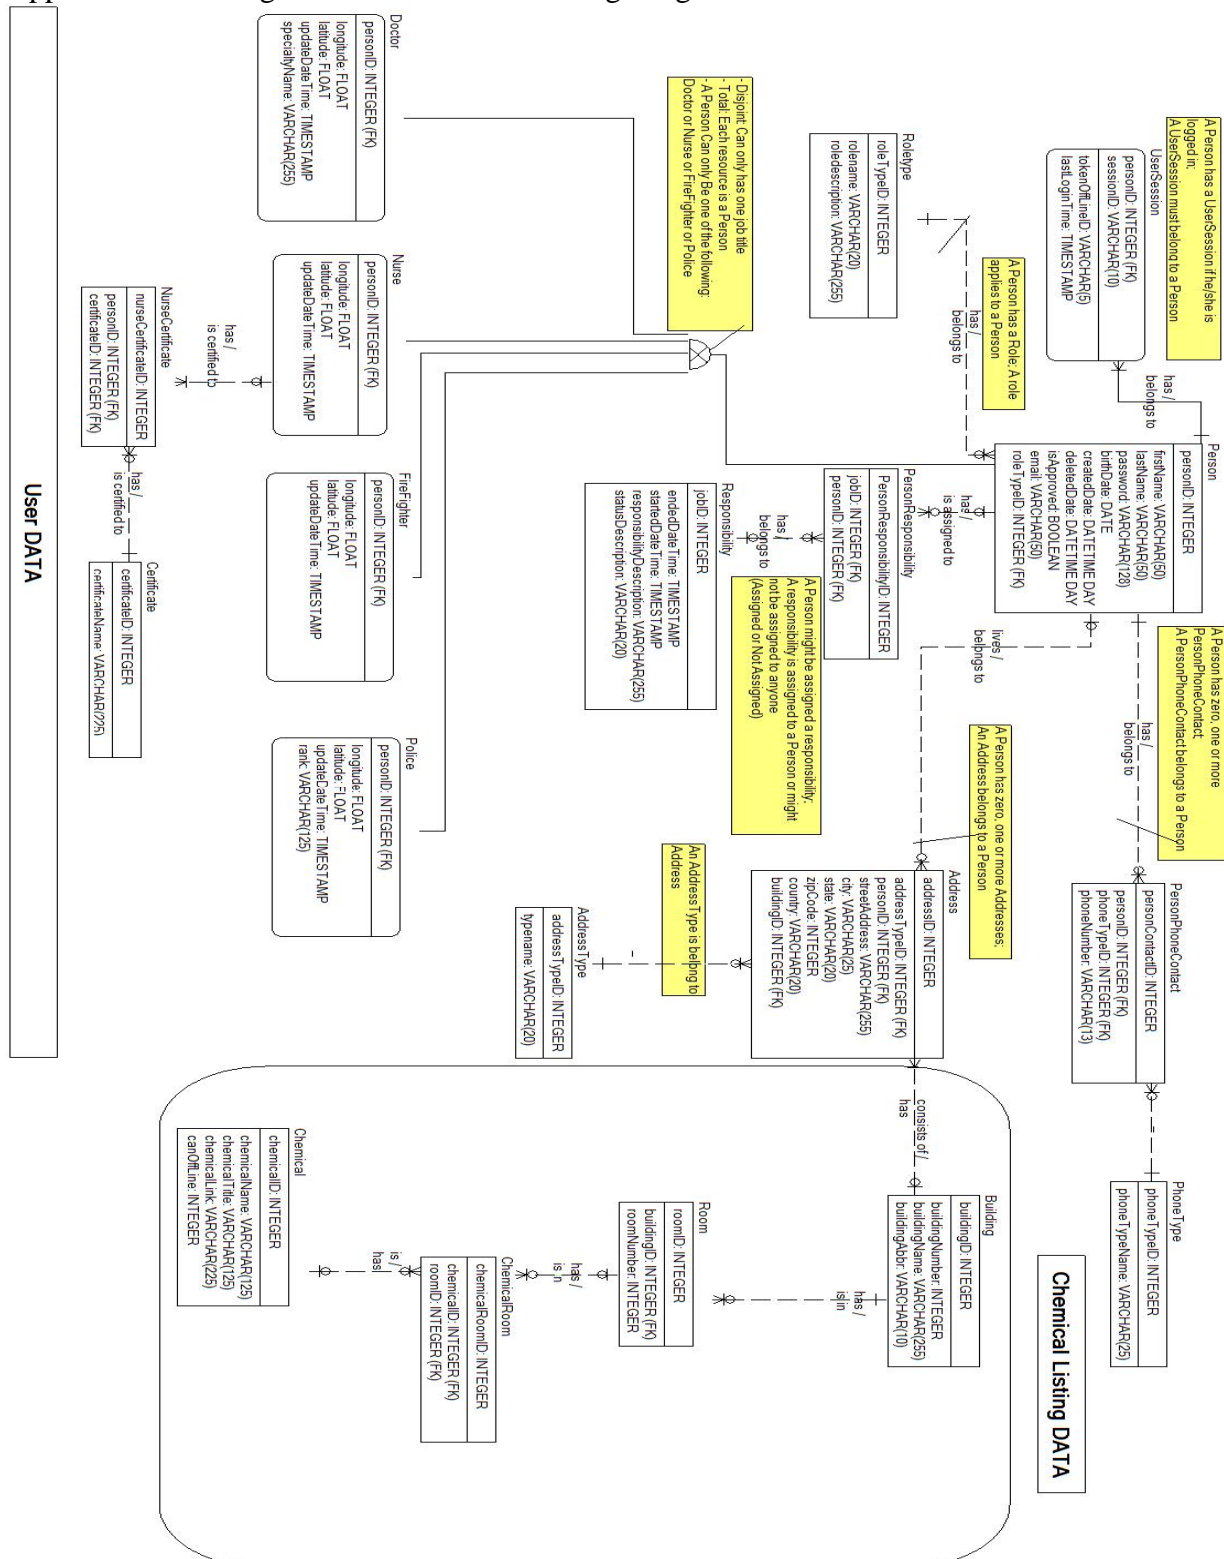 Chemical Listing DATA
A Person has zero, one or more
PersonPhoneContact;
A PersonPhoneContact belongs to a Person
A Person has a UserSession if he/she is
logged in;
A UserSession must belong to a Person
UserSession
personID: INTEGER (FK)
sessionID: VARCHAR(10)
tokenOffLineID: VARCHAR(5)
lastLoginTime: TIMESTAMP
has /
belongs to
Person
personID: INTEGER
firstName: VARCHAR(50)
lastName: VARCHAR(50)
password: VARCHAR(128)
birthDate: DATE
createdDate: DATETIME DAY
deletedDate: DATETIME DAY
isApproved: BOOLEAN
email: VARCHAR(50)
roleTypeID: INTEGER (FK)
has /
belongs to
PersonPhoneContact
personContactID: INTEGER
personID: INTEGER (FK)
phoneTypeID: INTEGER (FK)
phoneNumber: VARCHAR(13)
PhoneType
phoneTypeID: INTEGER
phoneTypeName: VARCHAR(25)
A Person has a Role; A role
applies to a Person
has /
belongs to
Roletype
roleTypeID: INTEGER
rolename: VARCHAR(20)
roledescription: VARCHAR(255)
has /
is assigned to
lives /
belongs to
A Person has zero, one or more Addresses;
An Address belongs to a Person
PersonResponsibility
PersonResponsibilityID: INTEGER
jobID: INTEGER (FK)
personID: INTEGER (FK)
has /
belongs to
Responsibility
jobID: INTEGER
endedDateTime: TIMESTAMP
startedDateTime: TIMESTAMP
responsibilityDescription: VARCHAR(255)
statusDescription: VARCHAR(20)
A Person might be assigned a responsibility;
A responsibility is assigned to a Person or might
not be assigned to anyone
(Assigned or Not Assigned)
Address
addressID: INTEGER
addressTypeID: INTEGER (FK)
personID: INTEGER (FK)
streetAddress: VARCHAR(255)
city: VARCHAR(25)
state: VARCHAR(20)
zipCode: INTEGER
country: VARCHAR(20)
buildingID: INTEGER (FK)
consists of /
has
Building
buildingID: INTEGER
buildingNumber: INTEGER
buildingName: VARCHAR(255)
buildingAbbr: VARCHAR(10)
has /
is in
An AddressType is belong to
Address
AddressType
addressTypeID: INTEGER
typename: VARCHAR(20)
Room
roomID: INTEGER
buildingID: INTEGER (FK)
roomNumber: INTEGER
has /
ChemicalRoom
chemicalRoomID: INTEGER
chemicalID: INTEGER (FK)
roomID: INTEGER (FK)
is /
has
Chemical
chemicalID: INTEGER
chemicalName: VARCHAR(125)
chemicalTitle: VARCHAR(125)
chemicalLink: VARCHAR(225)
canOffLine: INTEGER
- Disjoint: Can only has one job title
- Total: Each resource is a Person
- A Person Can only Be one of the following:
Doctor or Nurse or FireFighter or Police
Doctor
personID: INTEGER (FK)
longitude: FLOAT
latitude: FLOAT
updateDateTime: TIMESTAMP
specialtyName: VARCHAR(255)
Nurse
personID: INTEGER (FK)
longitude: FLOAT
latitude: FLOAT
updateDateTime: TIMESTAMP
FireFighter
personID: INTEGER (FK)
longitude: FLOAT
latitude: FLOAT
updateDateTime: TIMESTAMP
Police
personID: INTEGER (FK)
longitude: FLOAT
latitude: FLOAT
updateDateTime: TIMESTAMP
rank: VARCHAR(125)
has /
is certified to
NurseCertificate
nurseCertificateID: INTEGER
personID: INTEGER (FK)
certificateID: INTEGER (FK)
has /
is certified to
Certificate
certificateID: INTEGER
certificateName: VARCHAR(225)
User DATA